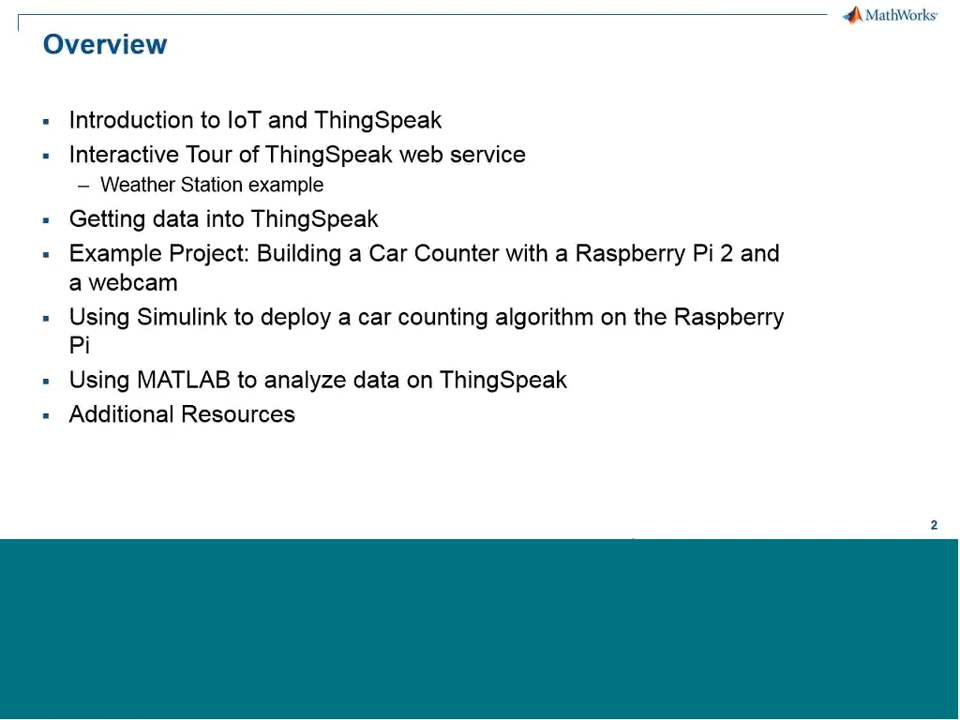 MathWorks
Overview
▪ Introduction to IoT and ThingSpeak
▪ Interactive Tour of ThingSpeak web service
– Weather Station example
▪ Getting data into ThingSpeak
▪ Example Project: Building a Car Counter with a Raspberry Pi 2 and
a webcam
▪ Using Simulink to deploy a car counting algorithm on the Raspberry
Pi
▪ Using MATLAB to analyze data on ThingSpeak
▪ Additional Resources
2